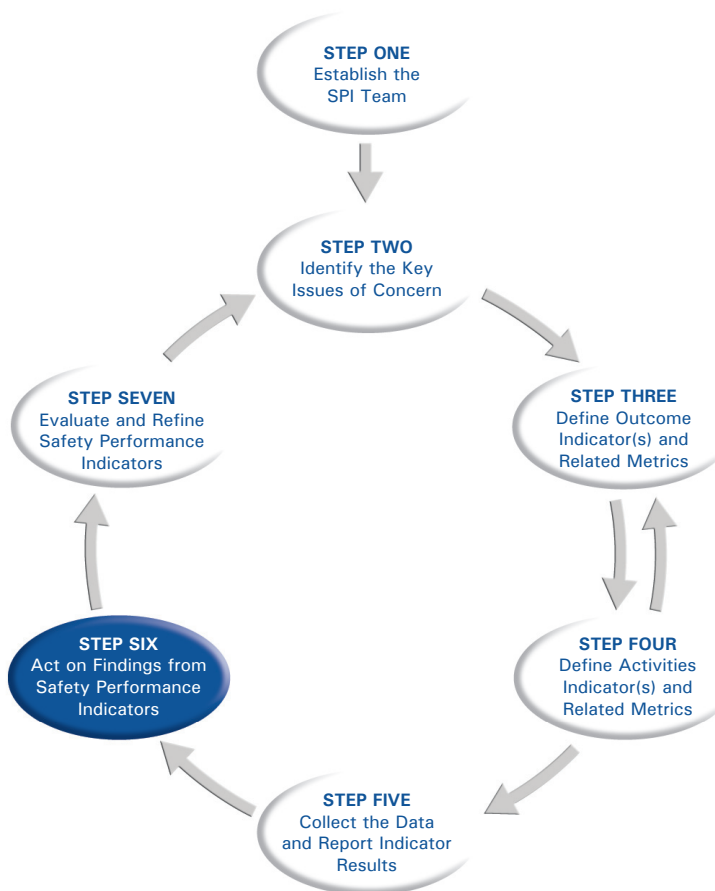 STEP ONE
Establish the
SPI Team
STEP TWO
Identify the Key
Issues of Concern
STEP THREE
Define Outcome
Indicator(s) and
Related Metrics
STEP FOUR
Define Activities
Indicator(s) and
Related Metrics
STEP FIVE
Collect the Data
and Report Indicator
Results
STEP SIX
Act on Findings from
Safety Performance
Indicators
STEP SEVEN
Evaluate and Refine
Safety Performance
Indicators